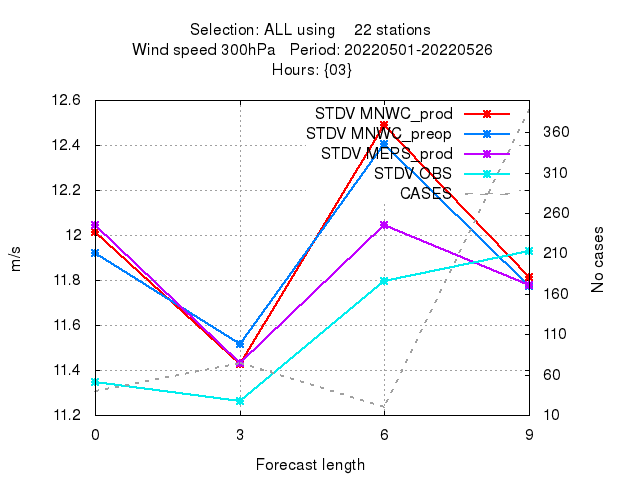 Selection: ALL using 22 stations
Wind speed 300hPa Period: 20220501-20220526
Hours: {03}
12.6
12.4
12.2
12
11.8
11.6
11.4
11.2
m/s
STDV MNWC_prod
STDV MNWC_preop
STDV MEPS_prod
STDV OBS
CASES
360
310
260
210
160
110
60
10
No cases
0 3 6 9
Forecast length